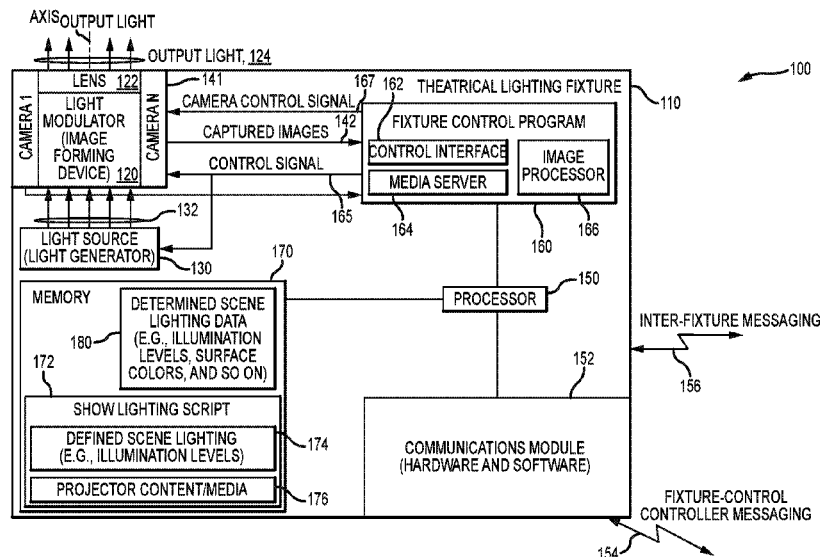 AXIS
OUTPUT LIGHT
OUTPUT LIGHT, 124
100
LENS 122
141
167
THEATRICAL LIGHTING FIXTURE
110
CAMERA 1
LIGHT
MODULATOR
(IMAGE
FORMING
DEVICE) 120
CAMERA N
CAMERA CONTROL SIGNAL
162
FIXTURE CONTROL PROGRAM
CAPTURED IMAGES
142
CONTROL INTERFACE
IMAGE
PROCESSOR
CONTROL SIGNAL
MEDIA SERVER
132
165
164
160
166
LIGHT SOURCE
(LIGHT GENERATOR)
130
170
MEMORY
150
PROCESSOR
180
DETERMINED SCENE
LIGHTING DATA
(E.G., ILLUMINATION
LEVELS, SURFACE
COLORS, AND SO ON)
INTER-FIXTURE MESSAGING
156
172
152
SHOW LIGHTING SCRIPT
DEFINED SCENE LIGHTING
(E.G., ILLUMINATION LEVELS)
174
COMMUNICATIONS MODULE
(HARDWARE AND SOFTWARE)
PROJECTOR CONTENT/MEDIA
176
FIXTURE-CONTROL
CONTROLLER MESSAGING
154